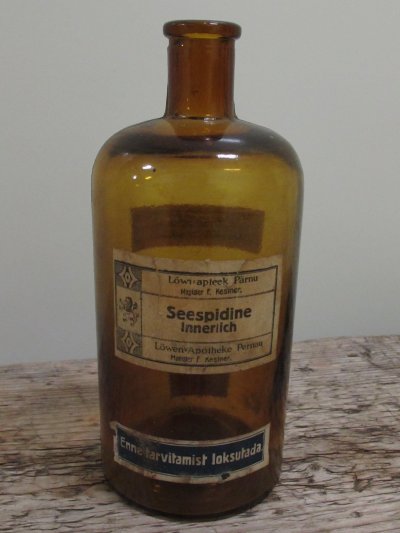 Löwi-apteek Pärnu
Magister F. Kestner.
Seespidine
Innerlich
Löwen-Apotheke Pernau
Magister F. Kestner.
Enne tarvitamist loksutada.